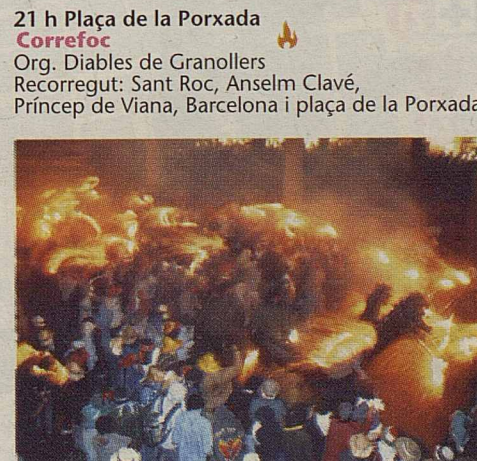 21 h Plaça de la Porxada
Correfoc
Org. Diables de Granollers
Recorregut: Sant Roc, Anselm Clavé,
Príncep de Viana, Barcelona i plaça de la Porxada